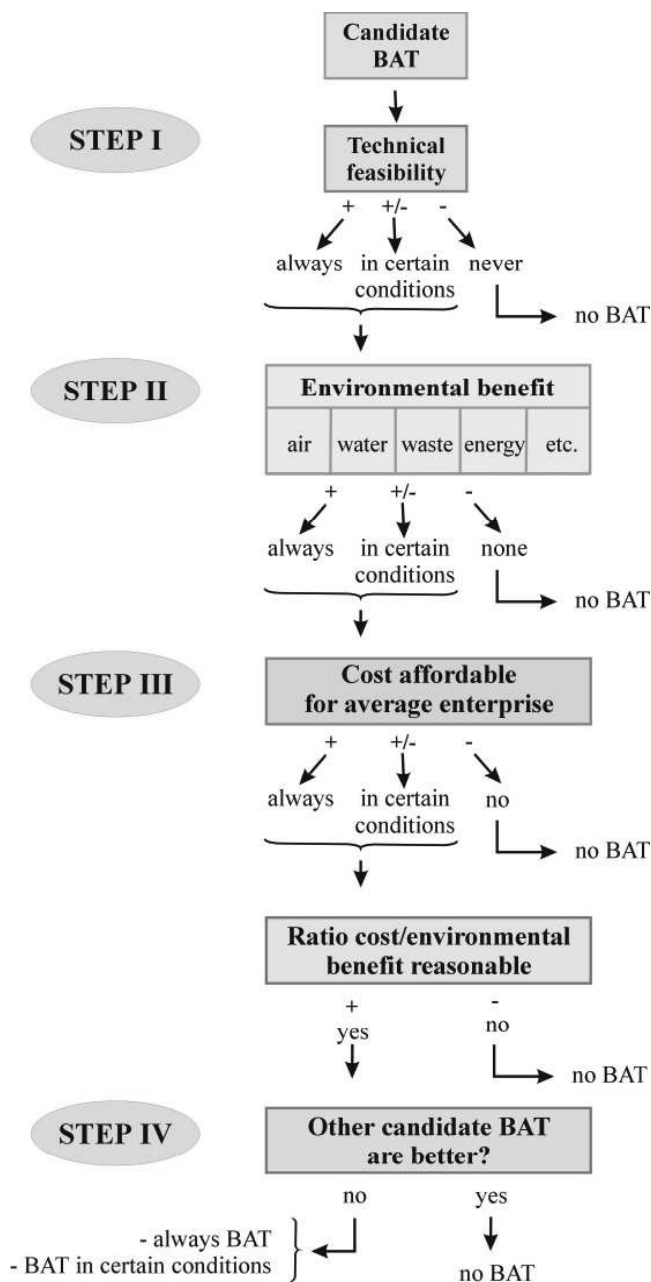 Candidate
BAT
STEP I
Technical
feasibility
+ +/- -
always in certain never
conditions
no BAT
STEP II
Environmental benefit
air water waste energy etc.
+ +/- -
always in certain none
conditions
no BAT
STEP III
Cost affordable
for average enterprise
+ +/- -
always in certain no
conditions
no BAT
Ratio cost/environmental
benefit reasonable
+ -
yes no
no BAT
STEP IV
Other candidate BAT
are better?
no yes
- always BAT
- BAT in certain conditions
no BAT